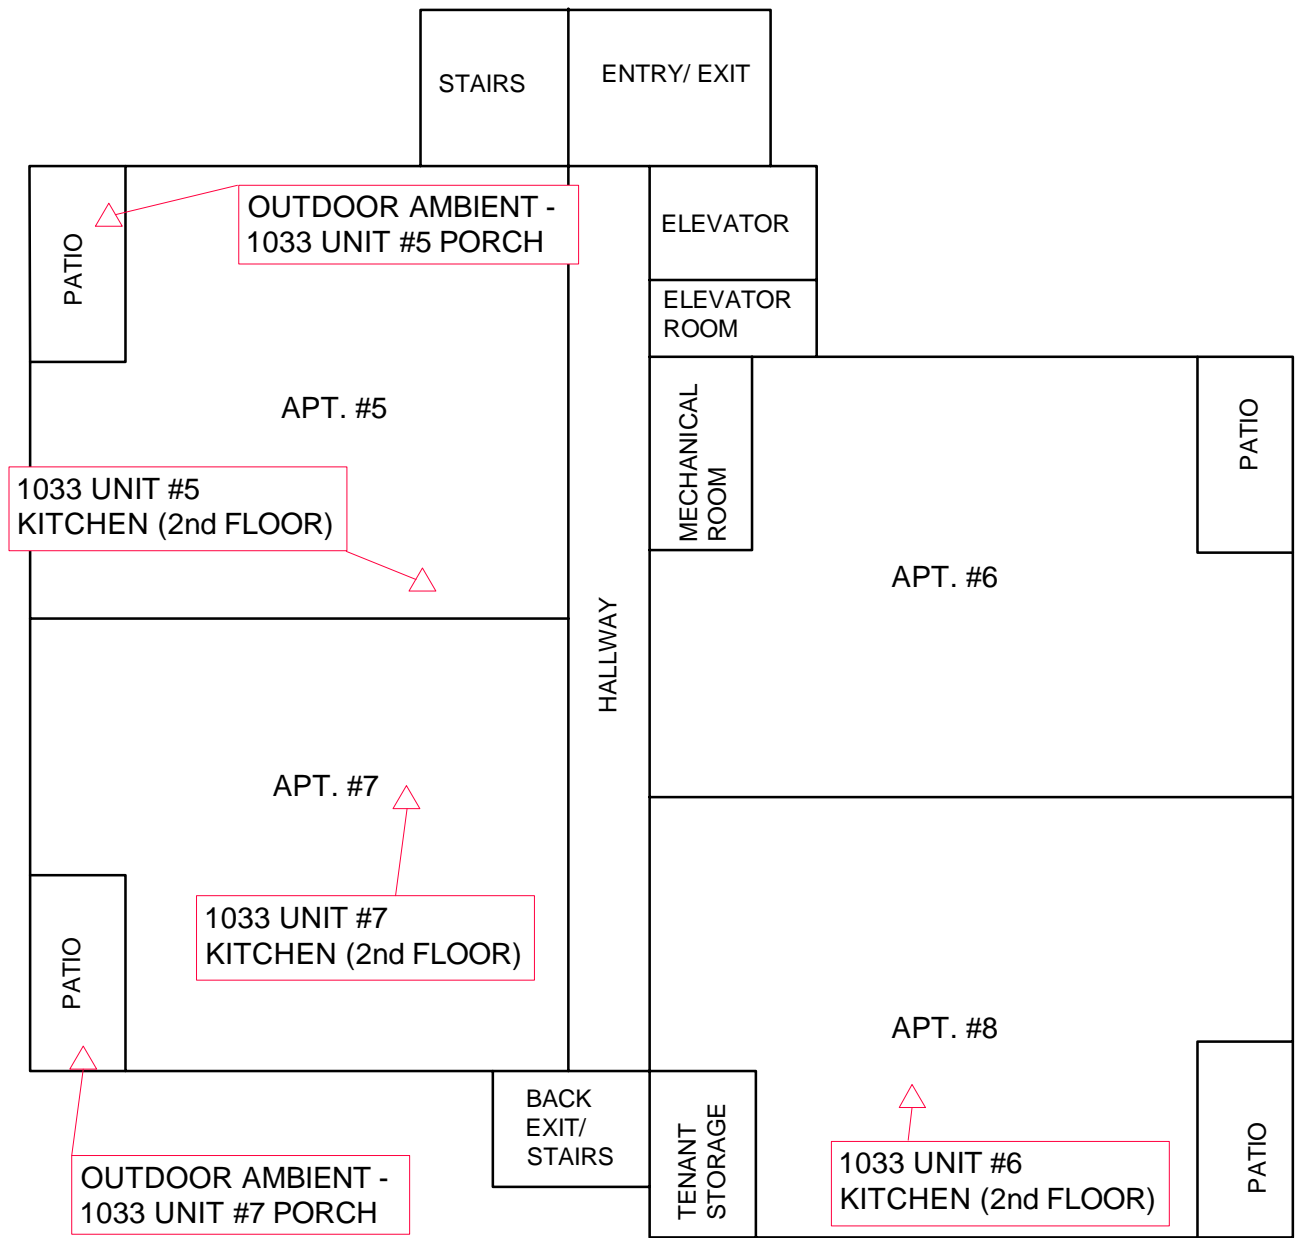 STAIRS
ENTRY/ EXIT
OUTDOOR AMBIENT -
1033 UNIT #5 PORCH
PATIO
ELEVATOR
ELEVATOR
ROOM
APT. #5
MECHANICAL
ROOM
PATIO
1033 UNIT #5
KITCHEN (2nd FLOOR)
APT. #6
HALLWAY
APT. #7
1033 UNIT #7
KITCHEN (2nd FLOOR)
PATIO
APT. #8
BACK
EXIT/
STAIRS
TENANT
STORAGE
PATIO
OUTDOOR AMBIENT -
1033 UNIT #7 PORCH
1033 UNIT #6
KITCHEN (2nd FLOOR)